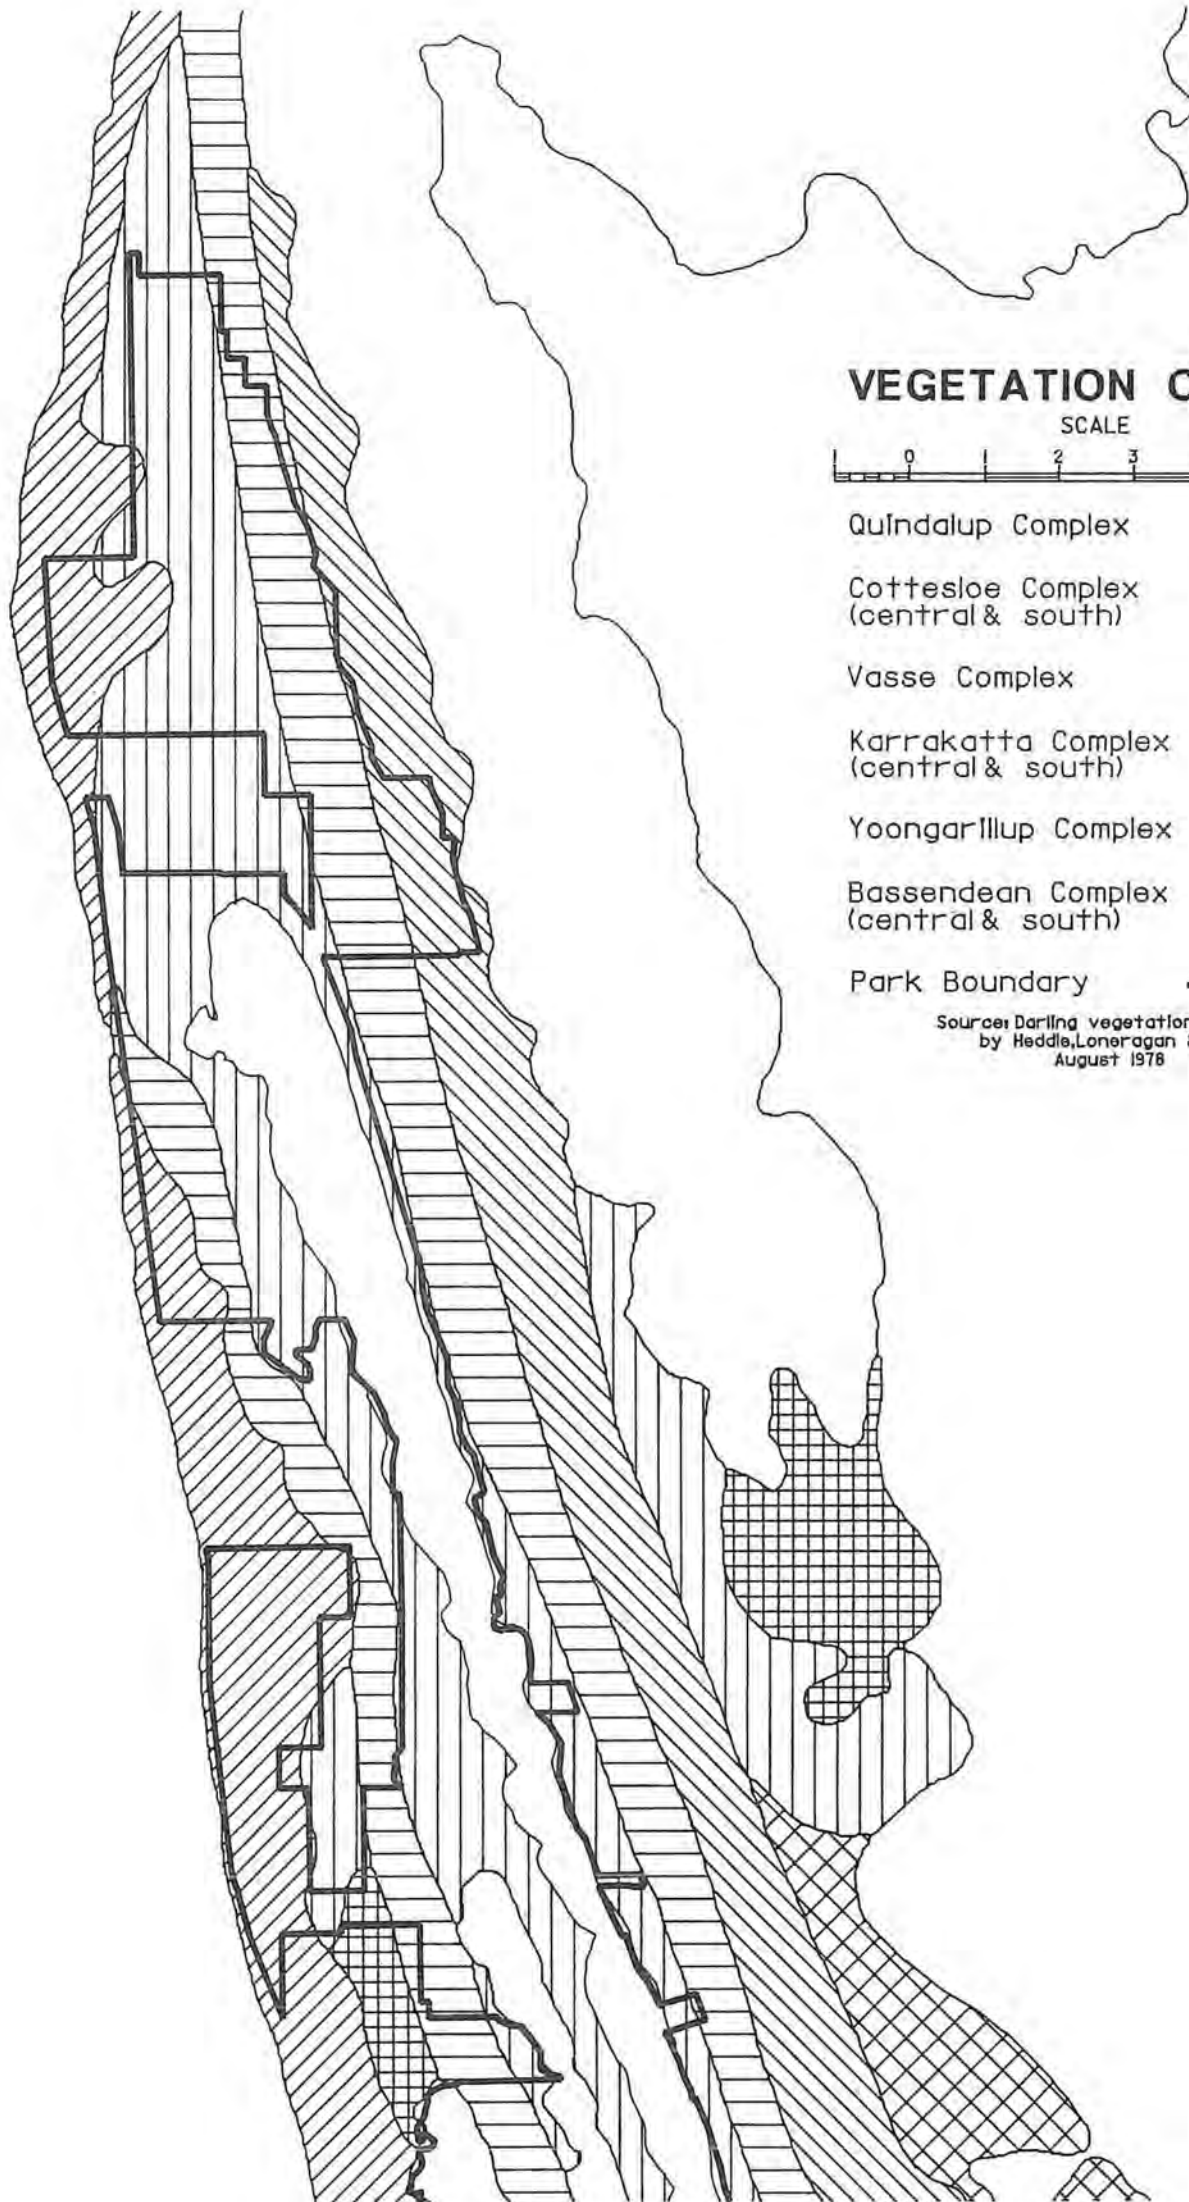 VEGETATION C
SCALE
1 0 1 2 3
Quindalup Complex
Cottesloe Complex
(central & south)
Vasse Complex
Karrakatta Complex
(central & south)
Yoongarillup Complex
Bassendean Complex
(central & south)
Park Boundary
Source: Darling vegetation
by Heddle, Loneragan
August 1978